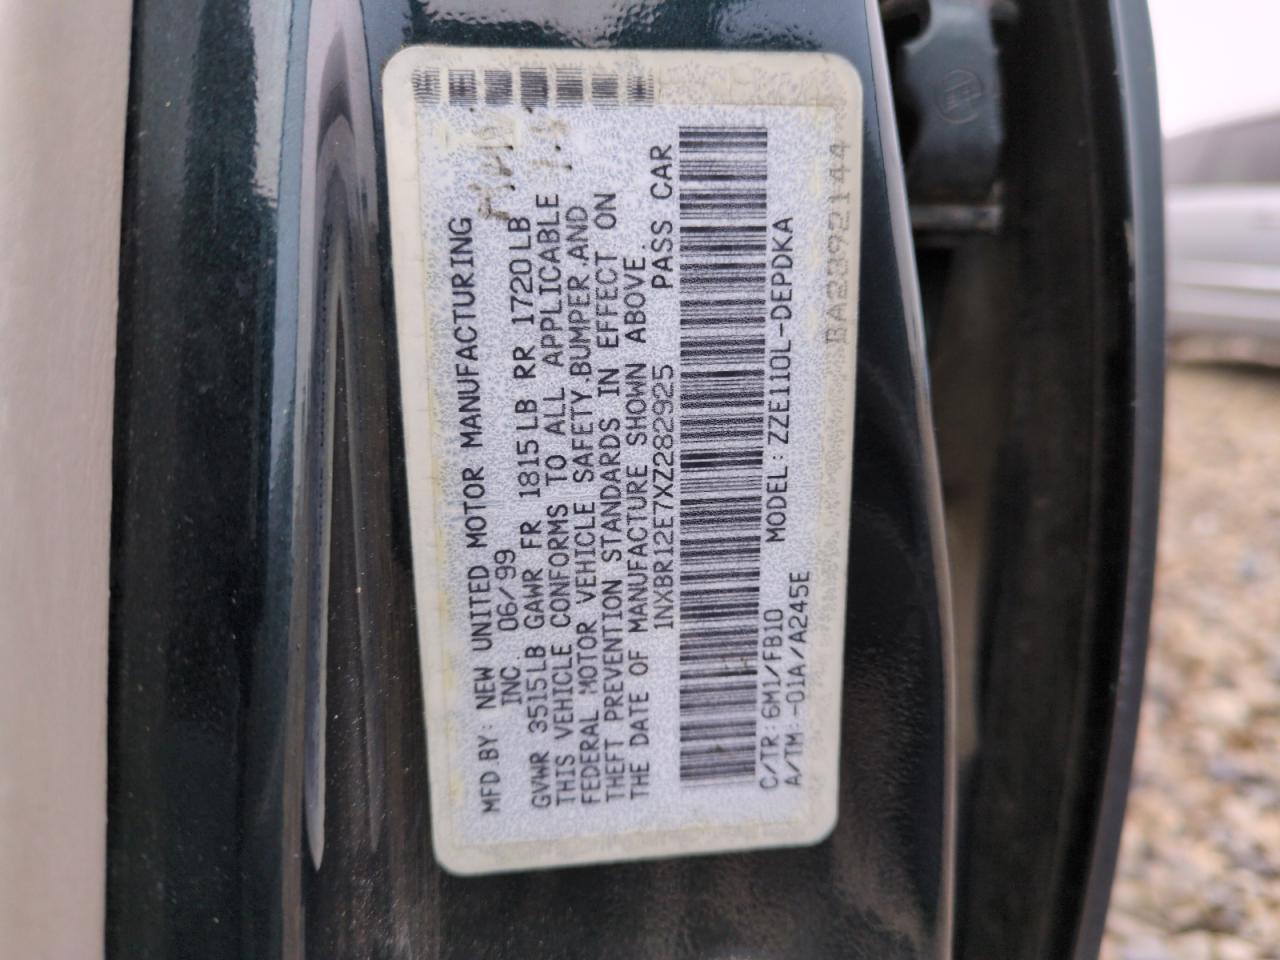 MFD BY: NEW UNITED MOTOR MANUFACTURING
INC. 06/99
GVWR 3515LB GAWR FR 1815LB RR 1720LB
THIS VEHICLE CONFORMS TO ALL APPLICABLE
FEDERAL MOTOR VEHICLE SAFETY,BUMPER,AND
THEFT PREVENTION STANDARDS IN EFFECT ON
THE DATE OF MANUFACTURE SHOWN ABOVE.
1NXBR12E7XZ282925 PASS CAR
C/TR:6M1/FB10 MODEL:ZZE110L-DEPDKA
A/TM-01A/A245E
BA2392144